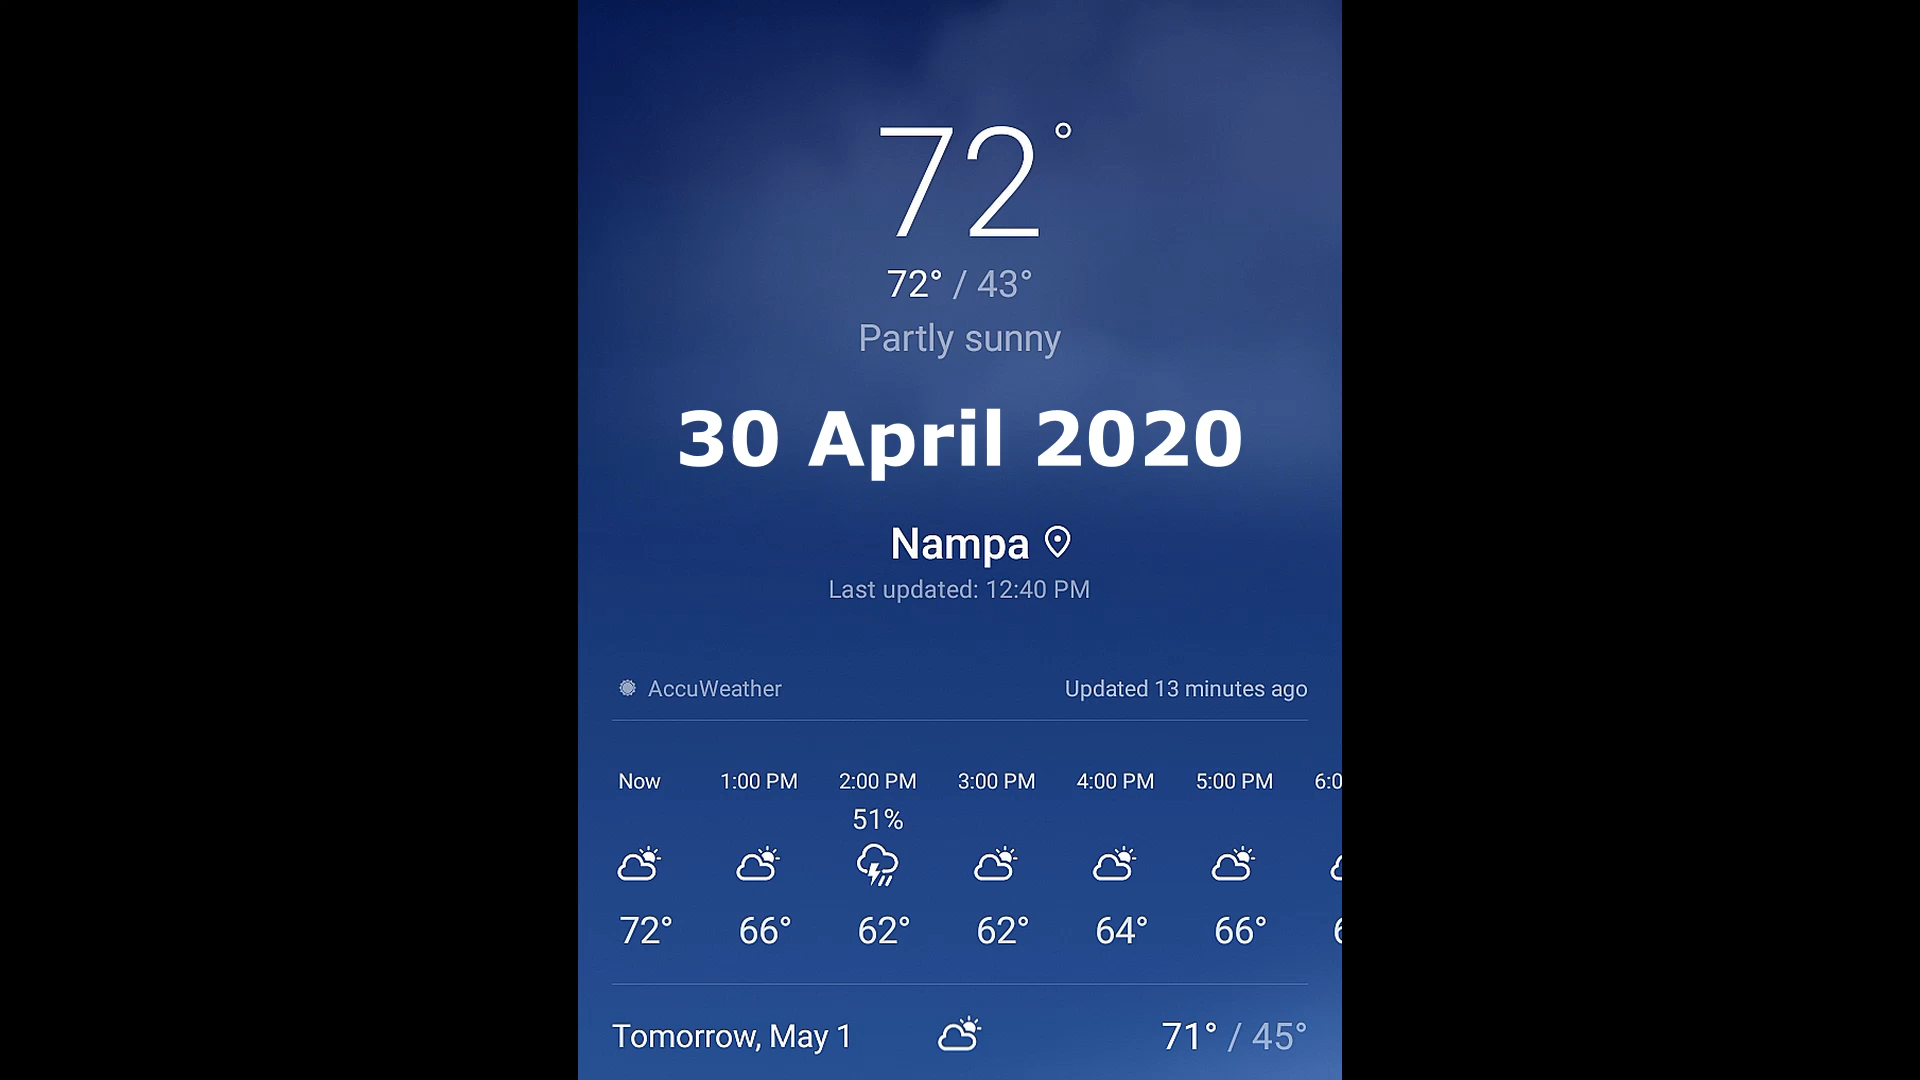 72°
72° / 43°
Partly sunny
30 April 2020
Nampa
Last updated: 12:40 PM
AccuWeather Updated 13 minutes ago
Now 1:00 PM 2:00 PM 3:00 PM 4:00 PM 5:00 PM
51%
72° 66° 62° 62° 64° 66°
Tomorrow, May 1 71° / 45°